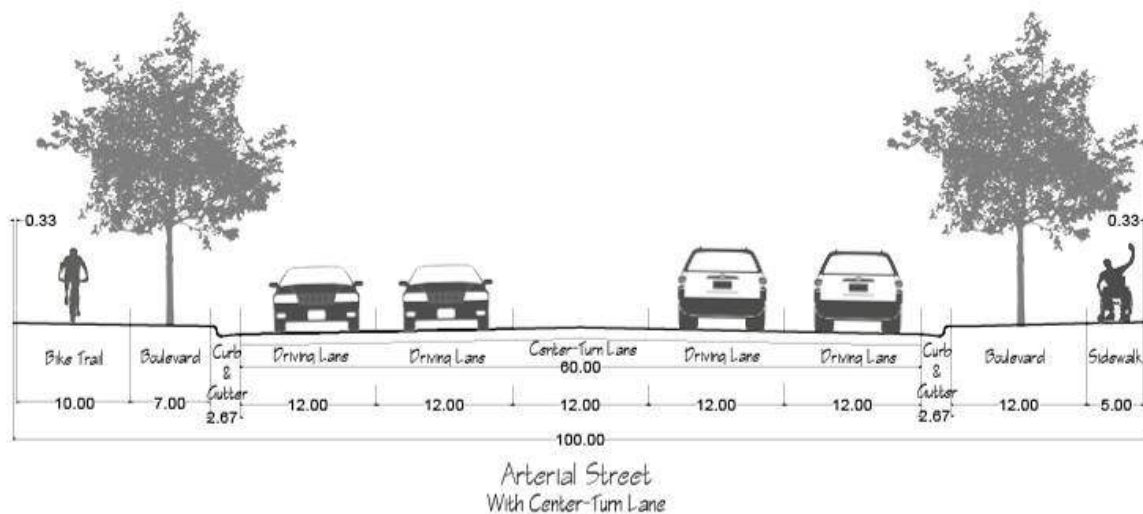 0.33 0.33
Bike Trail Boulevard Curb & Gutter Driving Lane Driving Lane Center-Turn Lane Driving Lane Driving Lane Curb & Gutter Boulevard Sidewalk
60.00
10.00 7.00 2.67 12.00 12.00 12.00 12.00 12.00 2.67 12.00 5.00
100.00
Arterial Street
With Center-Turn Lane